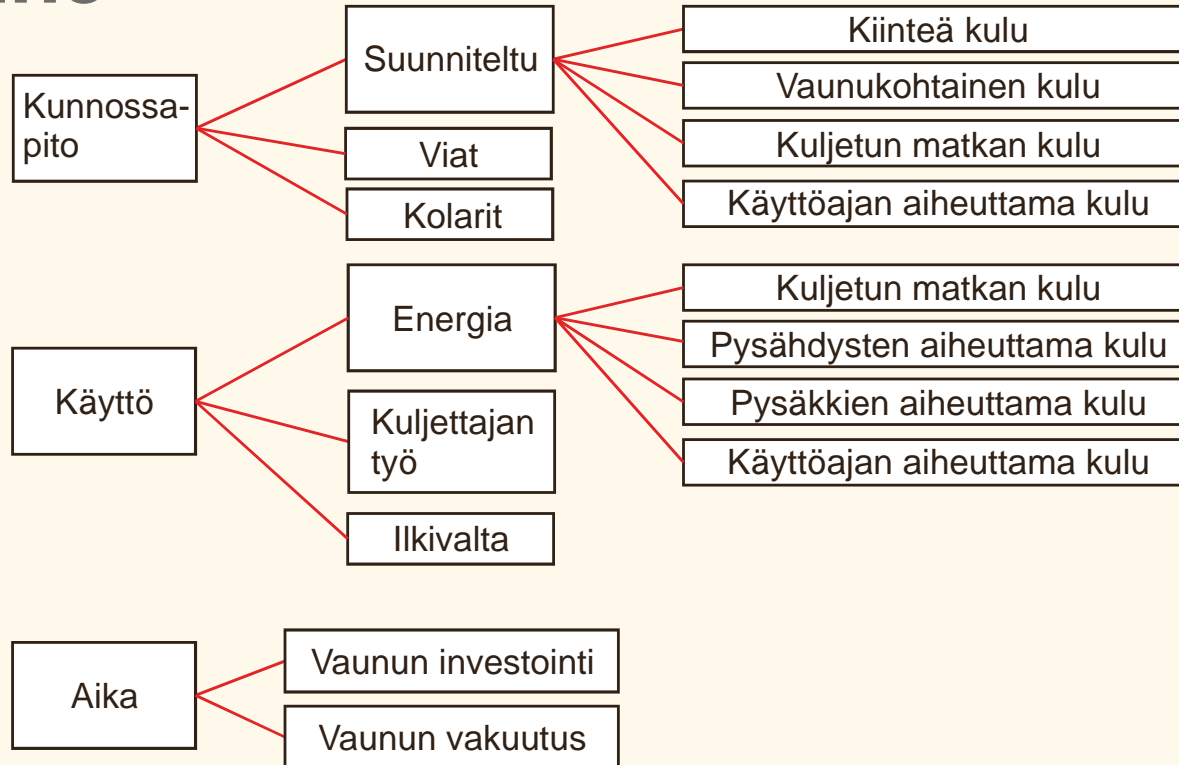 Kunnossa-
pito
Suunniteltu
Viat
Kolarit
Kiinteä kulu
Vaunukohtainen kulu
Kuljetun matkan kulu
Käyttöajan aiheuttama kulu
Käyttö
Energia
Kuljettajan
työ
Ilkivalta
Kuljetun matkan kulu
Pysähdysten aiheuttama kulu
Pysäkkien aiheuttama kulu
Käyttöajan aiheuttama kulu
Aika
Vaunun investointi
Vaunun vakuutus